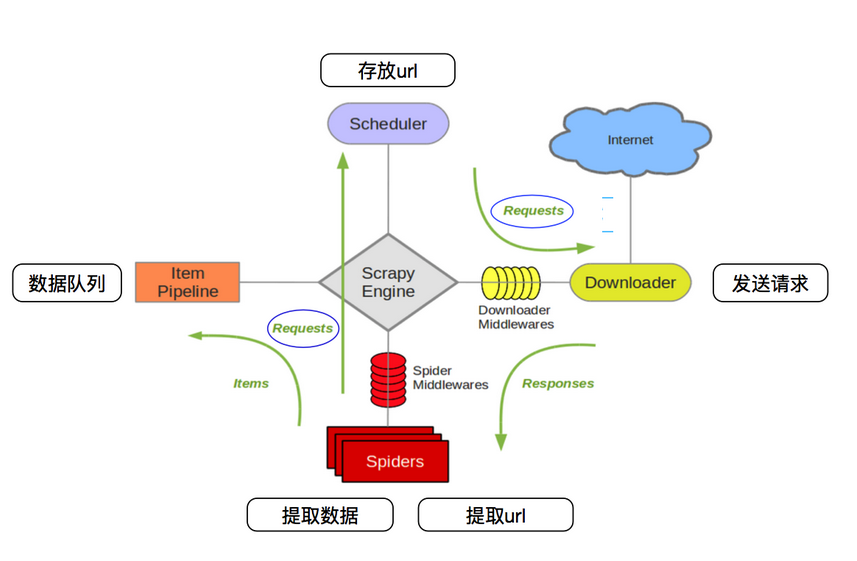 存放url
Scheduler
Internet
Requests
数据队列
Item
Pipeline
Scrapy
Engine
Downloader
发送请求
Downloader
Middlewares
Requests
Items
Spider
Middlewares
Responses
Spiders
提取数据
提取url